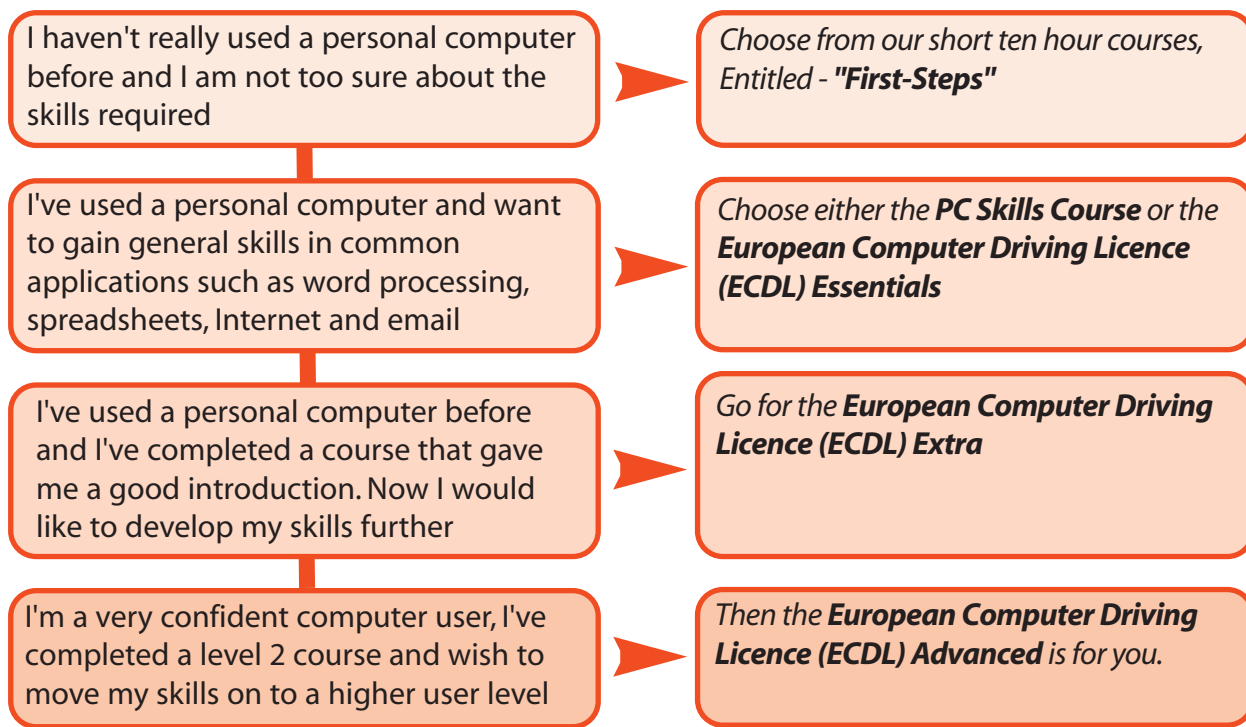 I haven't really used a personal computer
before and I am not too sure about the
skills required
Choose from our short ten hour courses,
Entitled - "First-Steps"
I've used a personal computer and want
to gain general skills in common
applications such as word processing,
spreadsheets, Internet and email
Choose either the PC Skills Course or the
European Computer Driving Licence
(ECDL) Essentials
I've used a personal computer before
and I've completed a course that gave
me a good introduction. Now I would
like to develop my skills further
Go for the European Computer Driving
Licence (ECDL) Extra
I'm a very confident computer user, I've
completed a level 2 course and wish to
move my skills on to a higher user level
Then the European Computer Driving
Licence (ECDL) Advanced is for you.